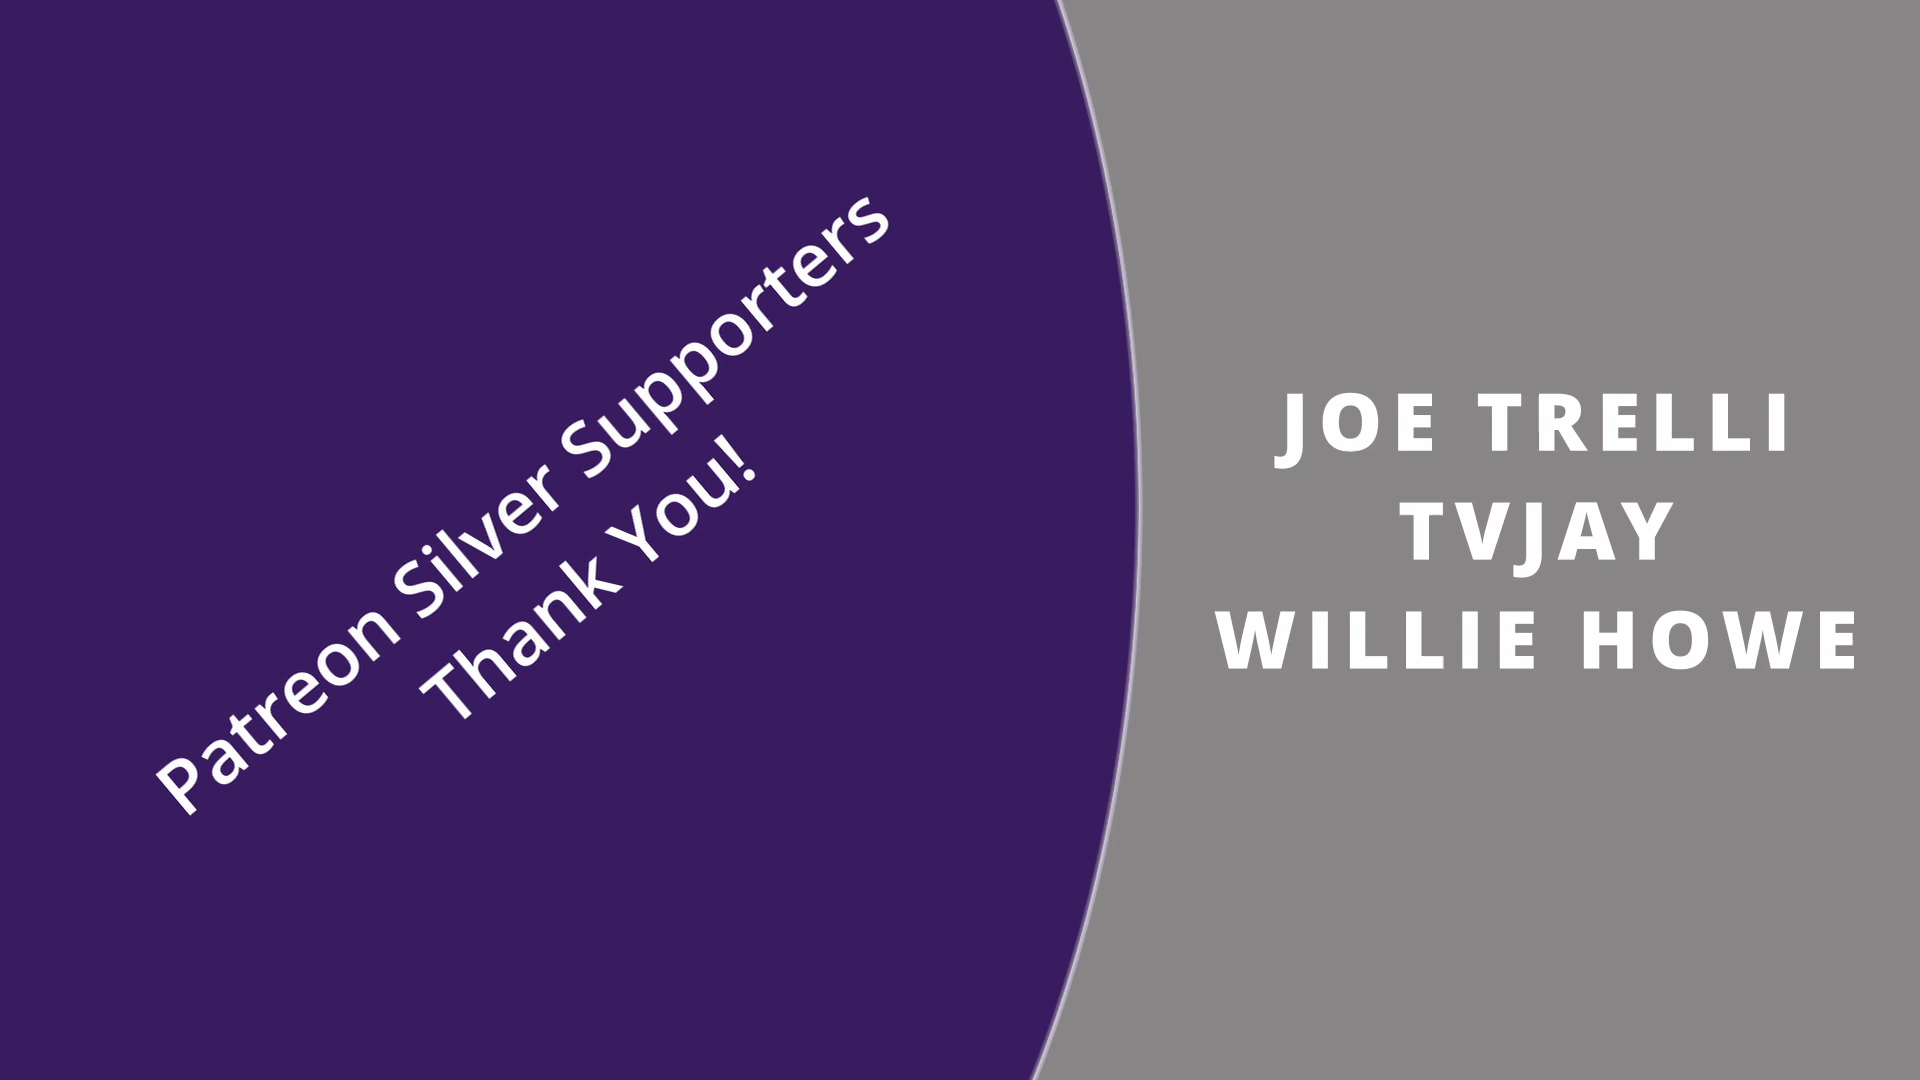 Patreon Silver Supporters
Thank You!
JOE TRELLI
TVJAY
WILLIE HOWE